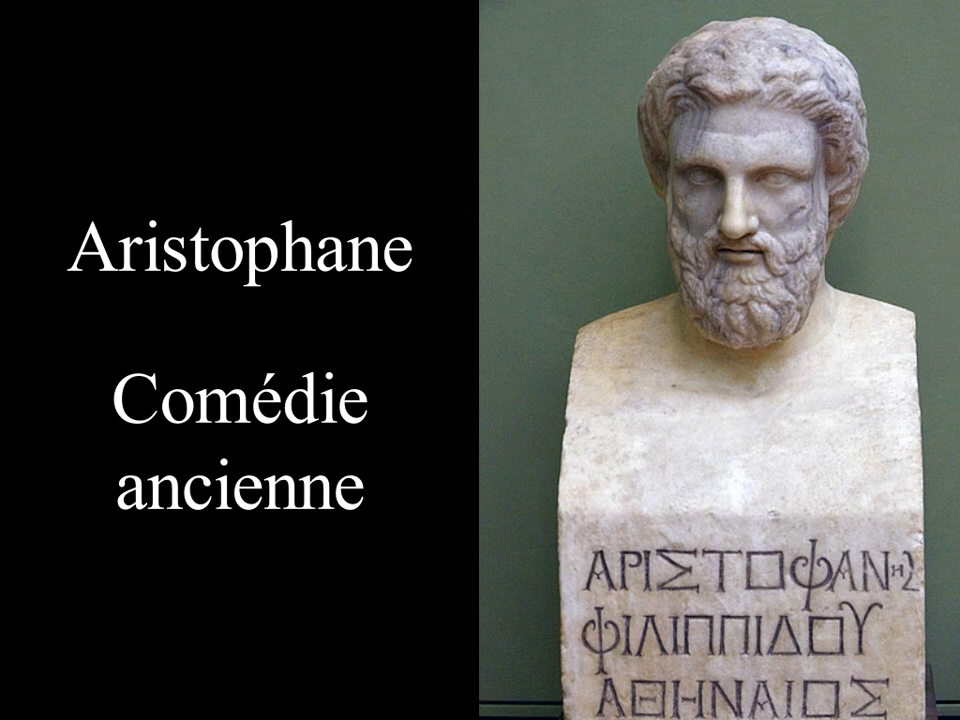 Aristophane
Comédie
ancienne
ΑΡΙΣΤΟΦΑΝΗΣ
ΦΙΛΙΠΠΙΔΟΥ
ΑΘΗΝΑΙΟΣ